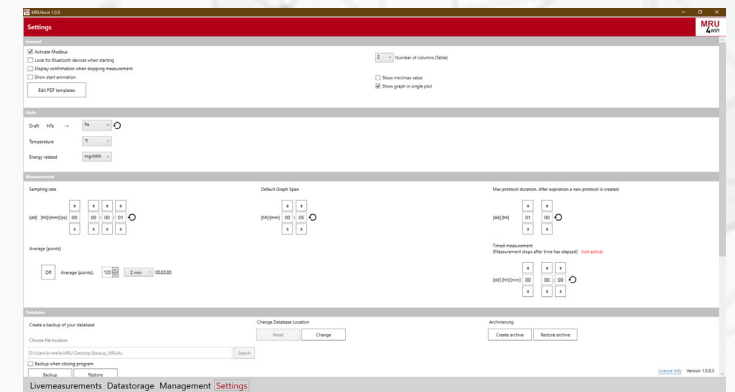 MRU4win 1.0.8
Settings
MRU
4win
General
Activate Modbus
Look for Bluetooth devices when starting
Display confirmation when stopping measurement
Show start animation
Edit PDF templates
2 Number of columns (Table)
Show min/max value
Show graph in single plot
Units
Draft hPa -> Pa
Temperature °C
Energy related mg/kWh
Measurement
Sampling rate
[dd] [hh]:[mm]:[ss] 00 00 : 00 : 01
Default Graph Span
[hh]:[mm] 00 : 05
Max protocol duration. After expiration a new protocol is created.
[dd].[hh] 01 00
Average (points)
Off Average (points): 120 2 min 00:02:00
Timed measurement
(Measurement stops after time has elapsed) (not active)
[dd] [hh]:[mm] 00 00 : 00
Database
Create a backup of your database
Choose file location
Search
Backup when closing program
Backup Restore
Change Database Location
Reset Change
Archivierung
Create archive Restore archive
Licence Info Version 1.0.8.5
Livemeasurements Datastorage Management Settings